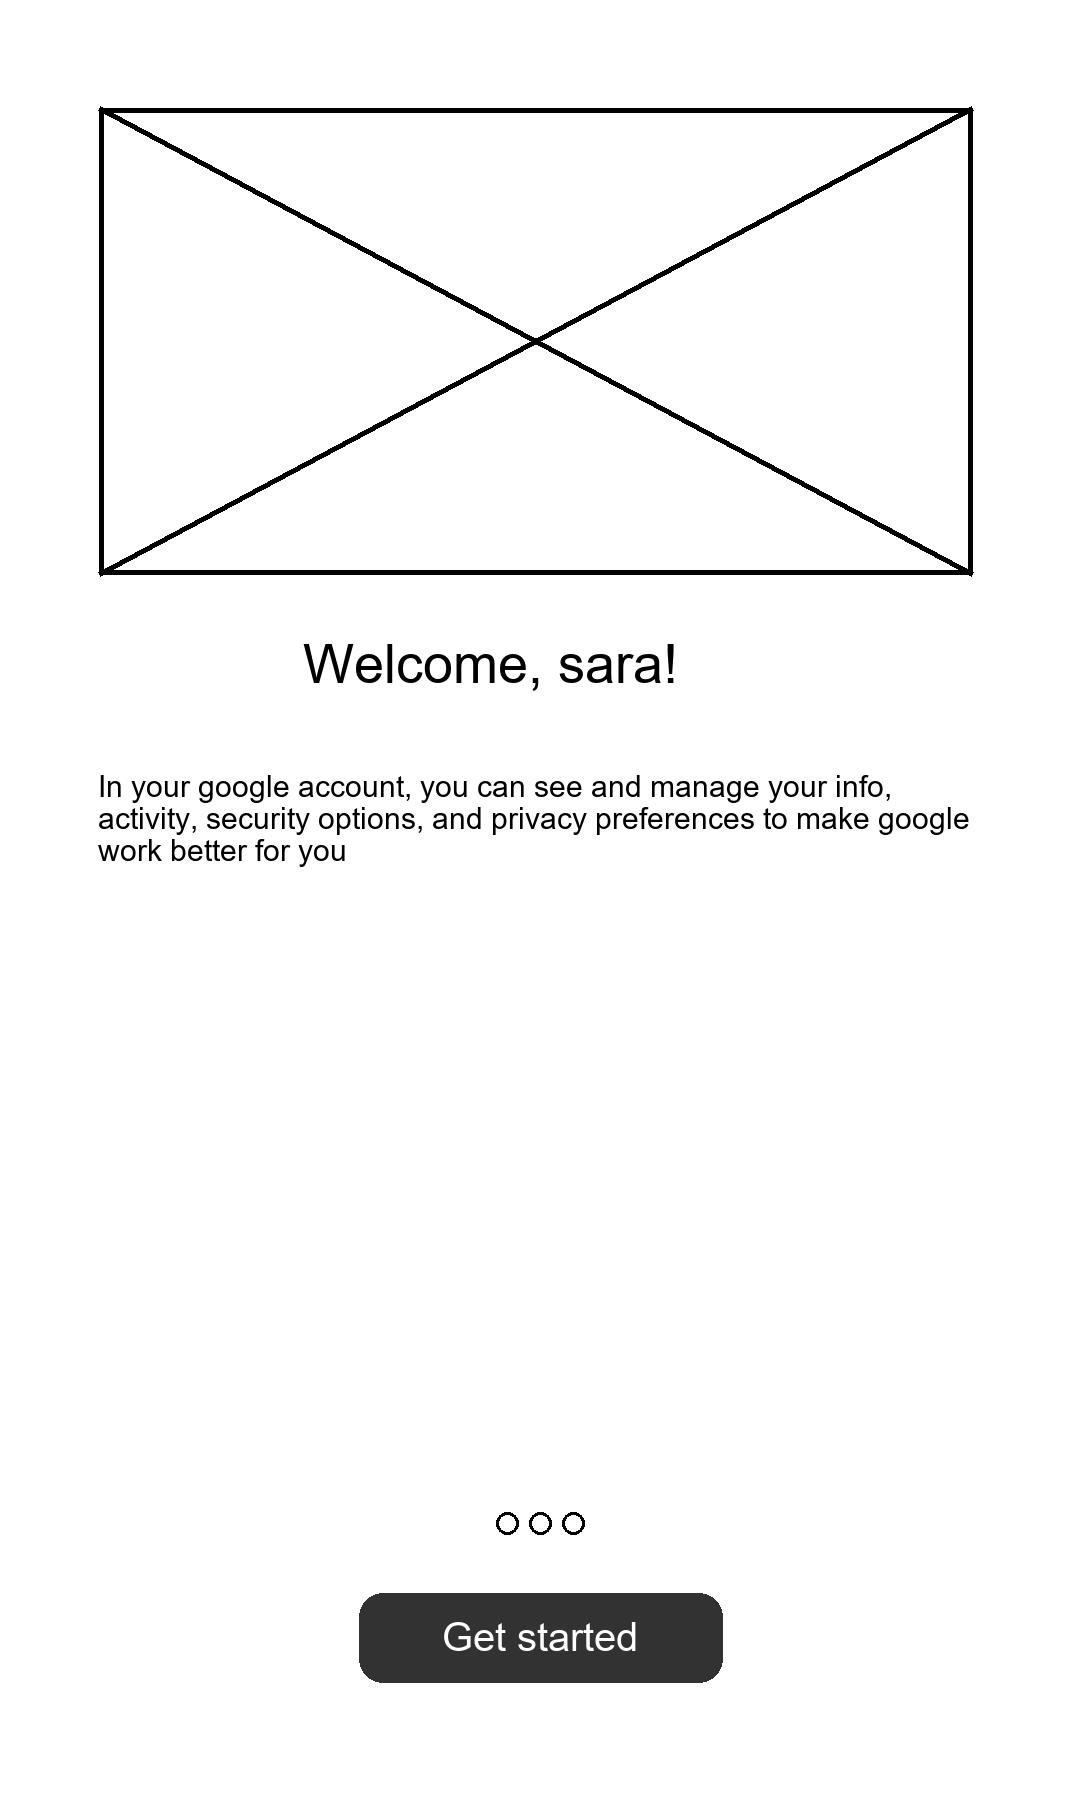 Welcome, sara!
In your google account, you can see and manage your info,
activity, security options, and privacy preferences to make google
work better for you
Get started